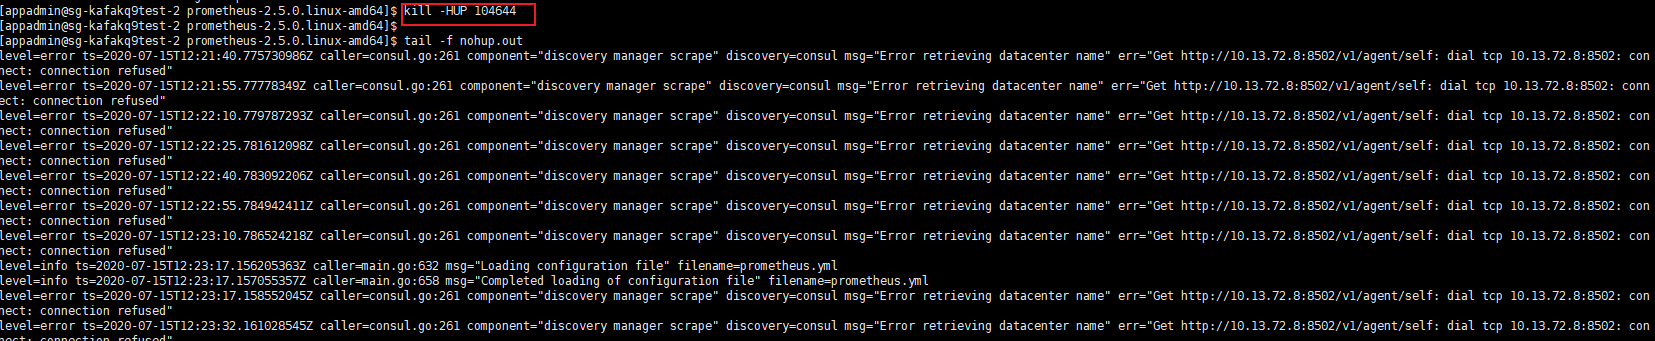 [appadmin@sg-kafakq9test-2 prometheus-2.5.0.linux-amd64]$ kill -HUP 104644
[appadmin@sg-kafakq9test-2 prometheus-2.5.0.linux-amd64]$
[appadmin@sg-kafakq9test-2 prometheus-2.5.0.linux-amd64]$ tail -f nohup.out
level=error ts=2020-07-15T12:21:40.775730986Z caller=consul.go:261 component="discovery manager scrape" discovery=consul msg="Error retrieving datacenter name" err="Get http://10.13.72.8:8502/v1/agent/self: dial tcp 10.13.72.8:8502: con
nect: connection refused"
level=error ts=2020-07-15T12:21:55.77778349Z caller=consul.go:261 component="discovery manager scrape" discovery=consul msg="Error retrieving datacenter name" err="Get http://10.13.72.8:8502/v1/agent/self: dial tcp 10.13.72.8:8502: conn
ect: connection refused"
level=error ts=2020-07-15T12:22:10.779787293Z caller=consul.go:261 component="discovery manager scrape" discovery=consul msg="Error retrieving datacenter name" err="Get http://10.13.72.8:8502/v1/agent/self: dial tcp 10.13.72.8:8502: con
nect: connection refused"
level=error ts=2020-07-15T12:22:25.781612098Z caller=consul.go:261 component="discovery manager scrape" discovery=consul msg="Error retrieving datacenter name" err="Get http://10.13.72.8:8502/v1/agent/self: dial tcp 10.13.72.8:8502: con
nect: connection refused"
level=error ts=2020-07-15T12:22:40.783092206Z caller=consul.go:261 component="discovery manager scrape" discovery=consul msg="Error retrieving datacenter name" err="Get http://10.13.72.8:8502/v1/agent/self: dial tcp 10.13.72.8:8502: con
nect: connection refused"
level=error ts=2020-07-15T12:22:55.784942411Z caller=consul.go:261 component="discovery manager scrape" discovery=consul msg="Error retrieving datacenter name" err="Get http://10.13.72.8:8502/v1/agent/self: dial tcp 10.13.72.8:8502: con
nect: connection refused"
level=error ts=2020-07-15T12:23:10.786524218Z caller=consul.go:261 component="discovery manager scrape" discovery=consul msg="Error retrieving datacenter name" err="Get http://10.13.72.8:8502/v1/agent/self: dial tcp 10.13.72.8:8502: con
nect: connection refused"
level=info ts=2020-07-15T12:23:17.156205363Z caller=main.go:632 msg="Loading configuration file" filename=prometheus.yml
level=info ts=2020-07-15T12:23:17.157055357Z caller=main.go:658 msg="Completed loading of configuration file" filename=prometheus.yml
level=error ts=2020-07-15T12:23:17.158552045Z caller=consul.go:261 component="discovery manager scrape" discovery=consul msg="Error retrieving datacenter name" err="Get http://10.13.72.8:8502/v1/agent/self: dial tcp 10.13.72.8:8502: con
nect: connection refused"
level=error ts=2020-07-15T12:23:32.161028545Z caller=consul.go:261 component="discovery manager scrape" discovery=consul msg="Error retrieving datacenter name" err="Get http://10.13.72.8:8502/v1/agent/self: dial tcp 10.13.72.8:8502: con
nect: connection refused"